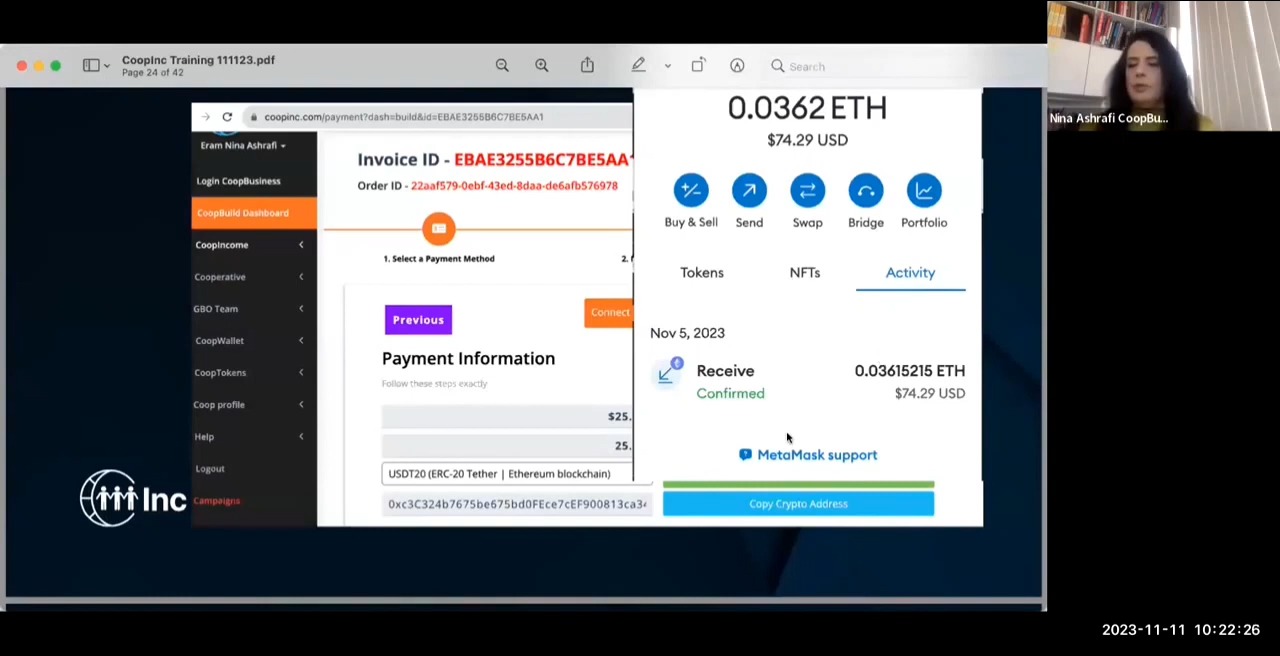 CoopInc Training 111123.pdf
Page 24 of 42
Search
Nina Ashrafi CoopBu...
coopinc.com/payment?dash=build&id=EBAE3255B6C7BE5AA1
Eram Nina Ashrafi
Login CoopBusiness
CoopBuild Dashboard
CoopIncome
Cooperative
GBO Team
CoopWallet
CoopTokens
Coop profile
Help
Logout
Campaigns
Inc
Invoice ID - EBAE3255B6C7BE5AA1
Order ID - 22aaf579-0ebf-43ed-8daa-de6afb576978
1. Select a Payment Method
2.
Previous
Connect
Payment Information
Follow these steps exactly
$25.
25.
USDT20 (ERC-20 Tether | Ethereum blockchain)
0xc3C324b7675be675bd0FEce7cEF900813ca34
0.0362 ETH
$74.29 USD
Buy & Sell
Send
Swap
Bridge
Portfolio
Tokens
NFTs
Activity
Nov 5, 2023
Receive
0.03615215 ETH
Confirmed
$74.29 USD
MetaMask support
Copy Crypto Address
2023-11-11 10:22:26